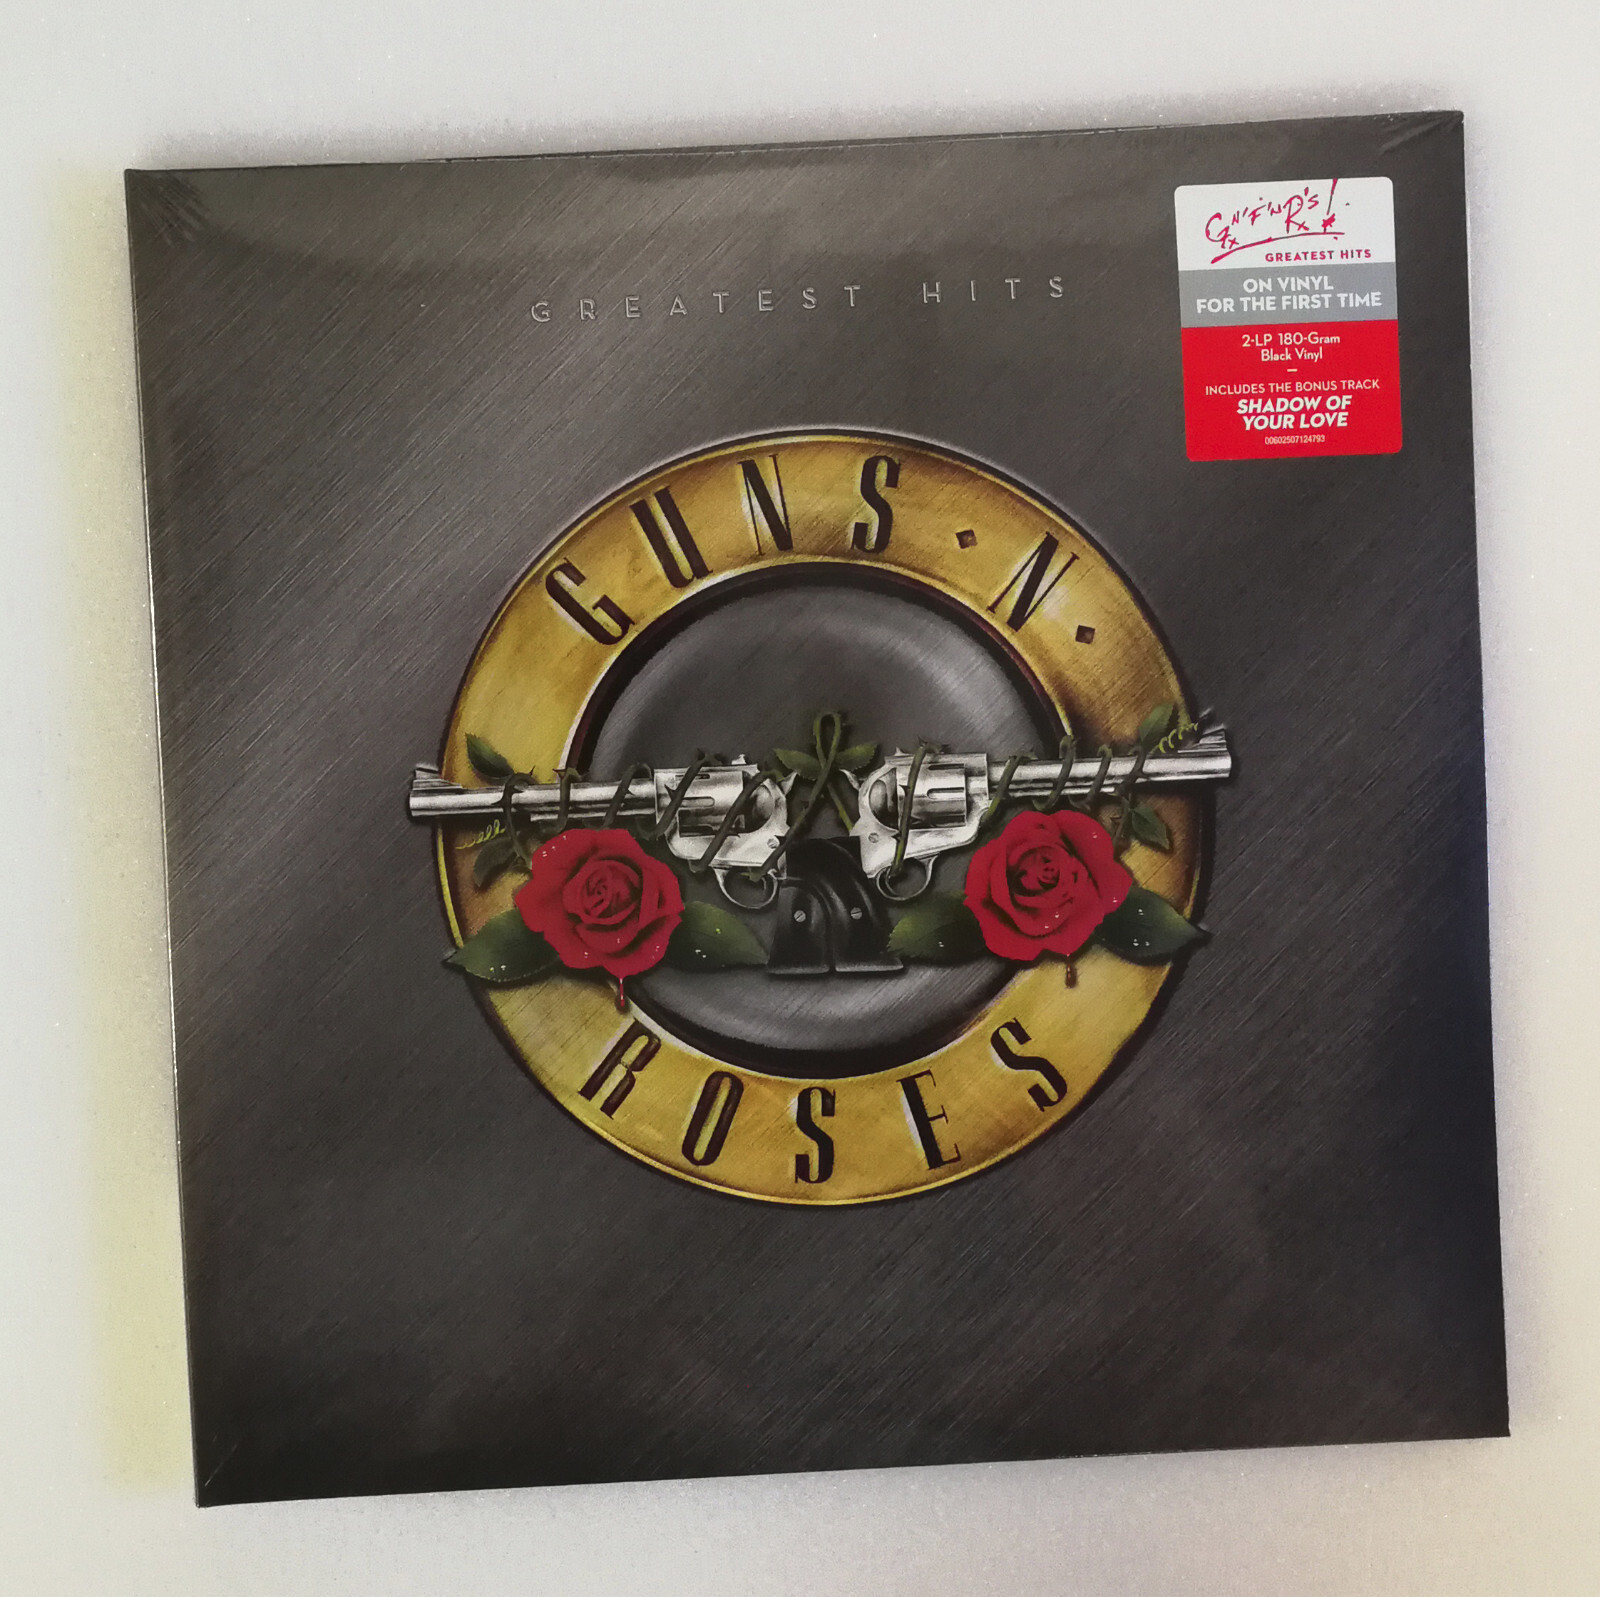 GREATEST HITS
GUNS · N ·
ROSES
G N' F' N R's!
GREATEST HITS
ON VINYL
FOR THE FIRST TIME
2-LP 180-Gram
Black Vinyl
—
INCLUDES THE BONUS TRACK
SHADOW OF
YOUR LOVE
00602507124793